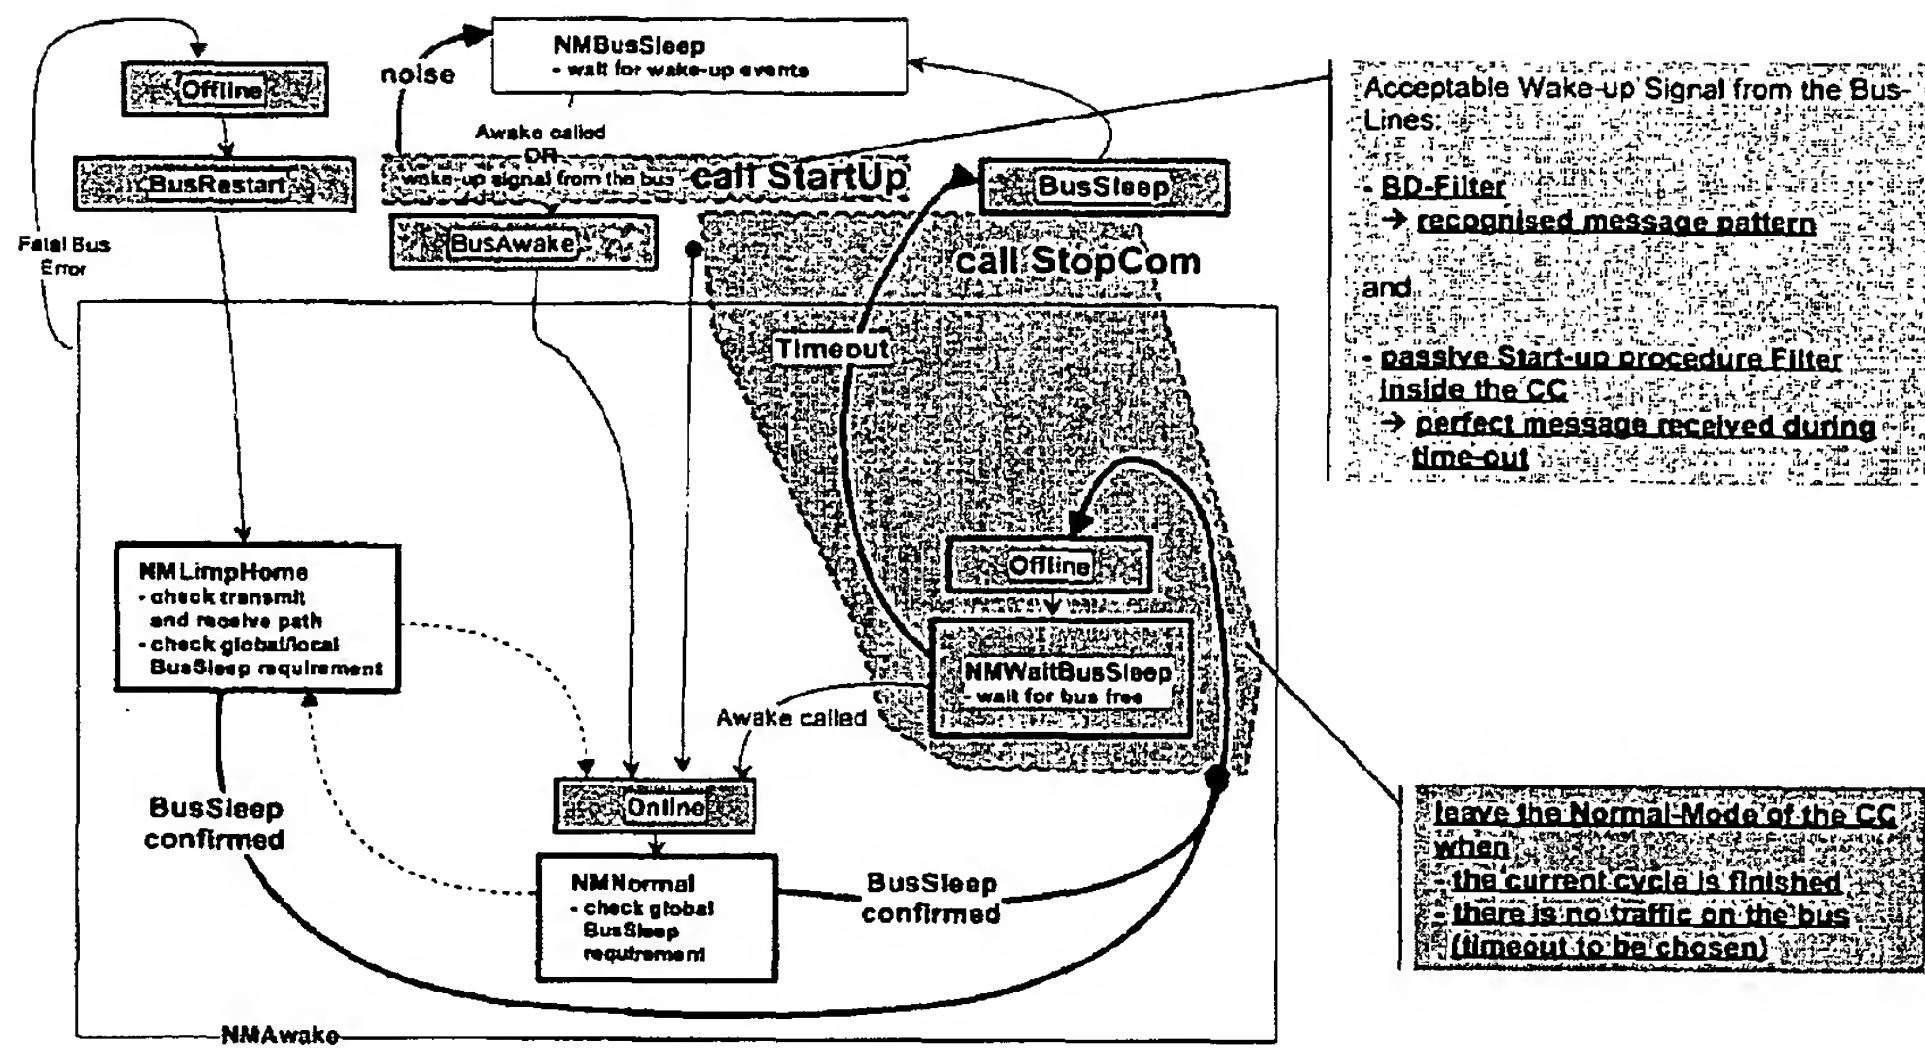 NMBusSleep
- wait for wake-up events
noise
Offline
Awake called
OR
wake-up signal from the bus
call StartUp
BusRestart
BusSleep
BusAwake
Fatal Bus
Error
call StopCom
Timeout
Acceptable Wake-up Signal from the Bus-
Lines:
- BD-Filter
→ recognised message pattern
and
- passive Start-up procedure Filter
inside the CC
→ perfect message received during
time-out
Offline
NMWaitBusSleep
- wait for bus free
NMLimpHome
- check transmit
and receive path
- check global/local
BusSleep requirement
Awake called
Online
BusSleep
confirmed
NMNormal
- check global
BusSleep
requirement
BusSleep
confirmed
leave the Normal-Mode of the CC
when
- the current cycle is finished
- there is no traffic on the bus
(timeout to be chosen)
NMAwake